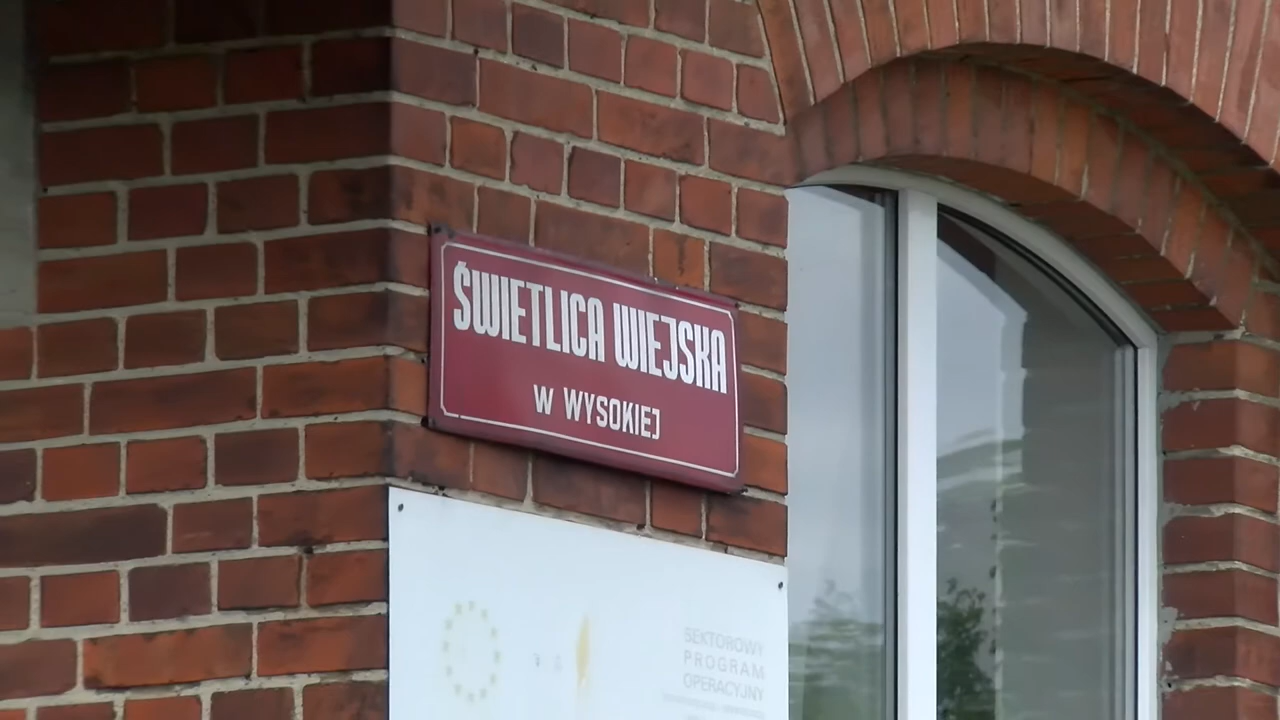 ŚWIETLICA WIEJSKA
W WYSOKIEJ
SEKTOROWY
PROGRAM
OPERACYJNY